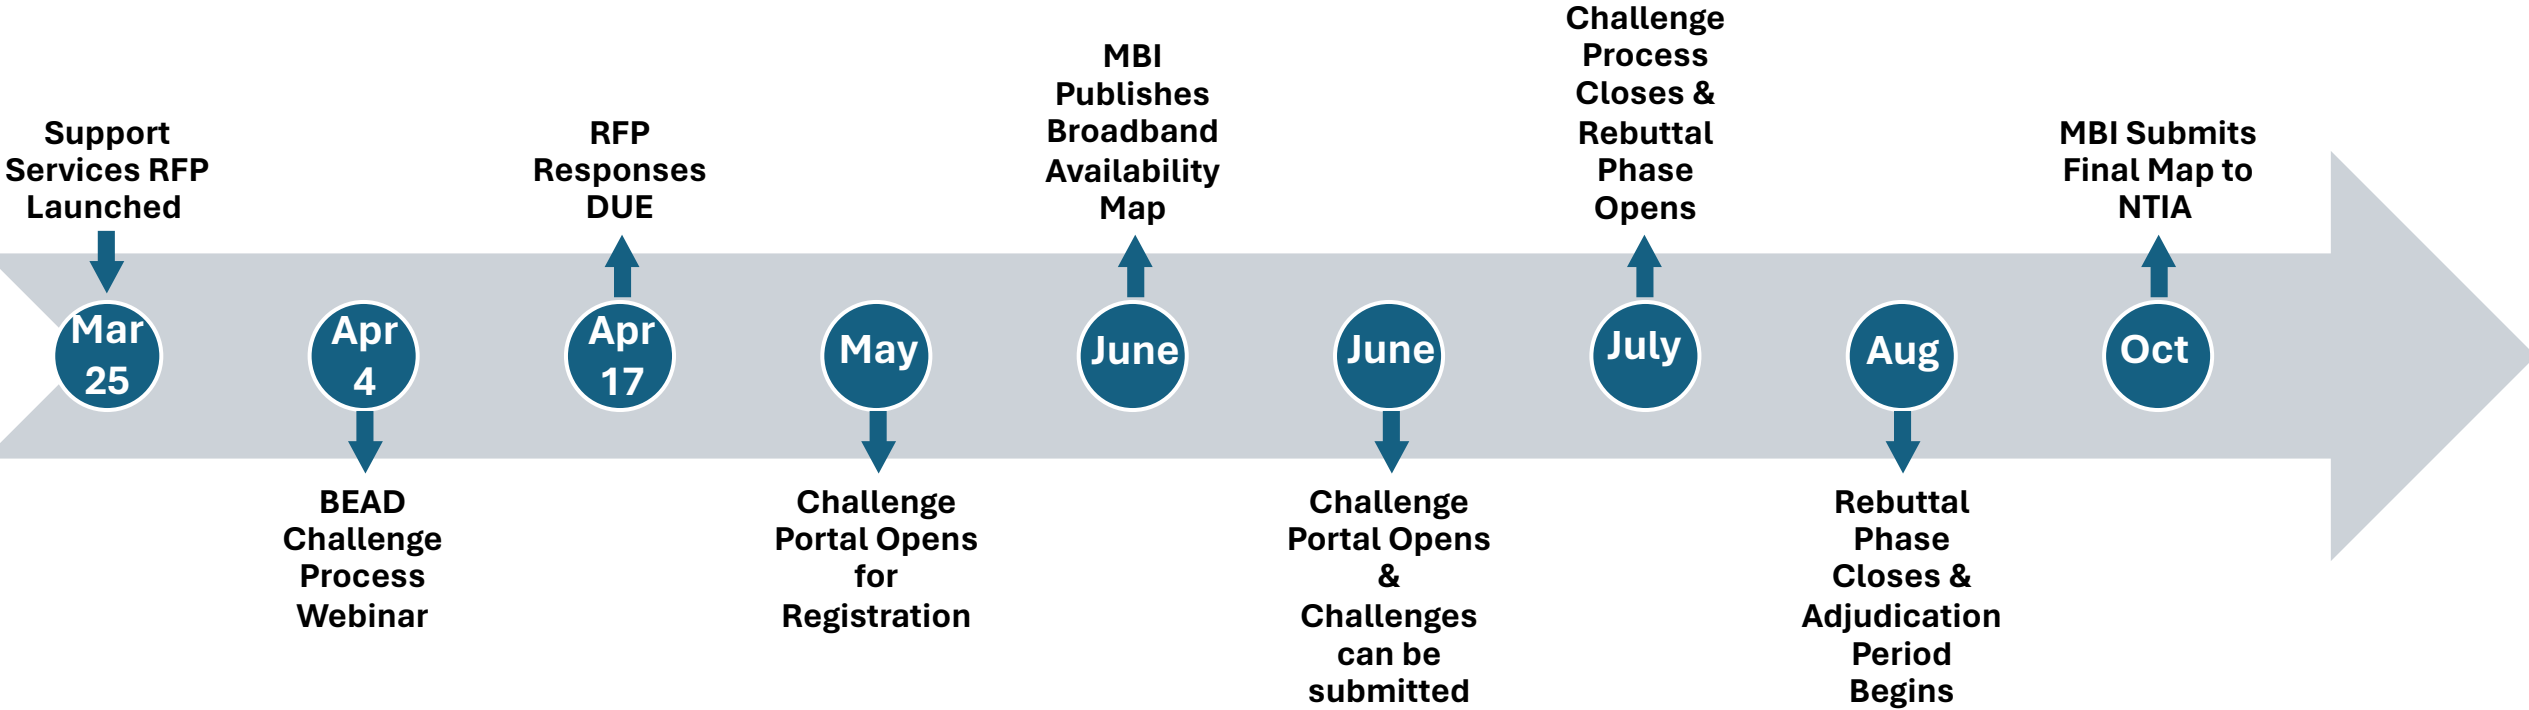 Support
Services RFP
Launched
Mar
25
Apr
4
BEAD
Challenge
Process
Webinar
RFP
Responses
DUE
Apr
17
May
Challenge
Portal Opens
for
Registration
MBI
Publishes
Broadband
Availability
Map
June
June
Challenge
Portal Opens
&
Challenges
can be
submitted
Challenge
Process
Closes &
Rebuttal
Phase
Opens
July
Aug
Rebuttal
Phase
Closes &
Adjudication
Period
Begins
MBI Submits
Final Map to
NTIA
Oct